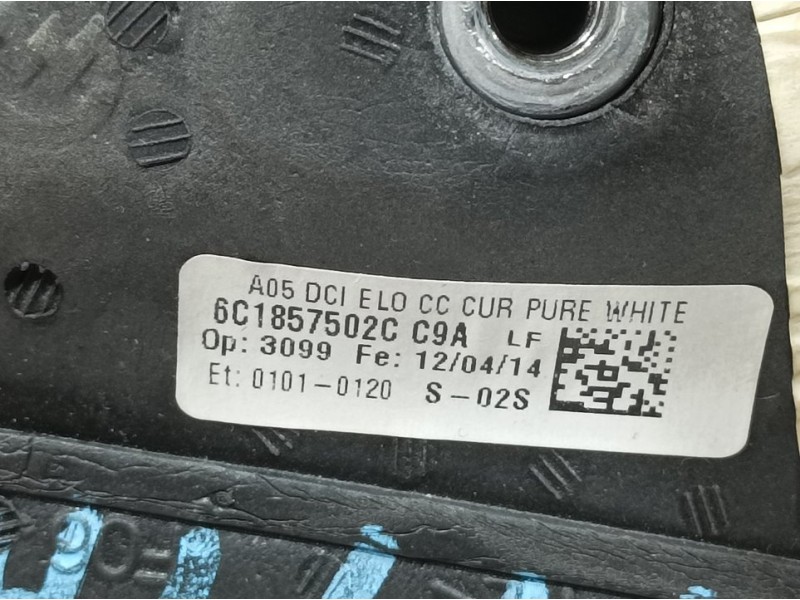 A05 DCI ELO CC CUR PURE WHITE
6C1857502C C9A LF
Op: 3099 Fe: 12/04/14
Et: 0101-0120 S-02S